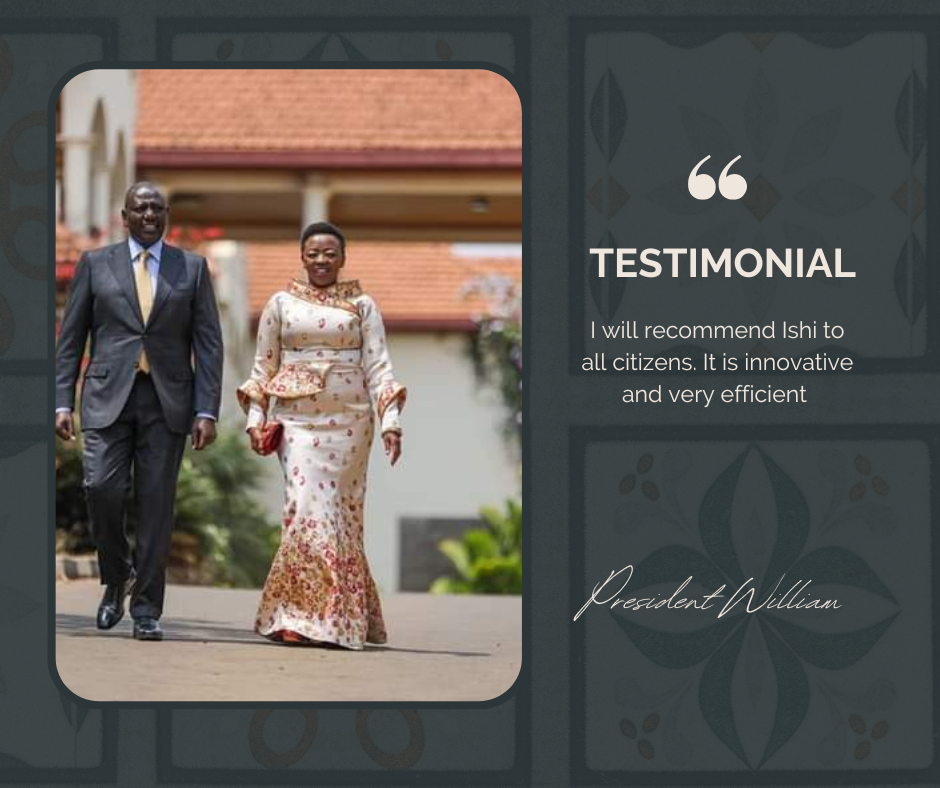 ❝
TESTIMONIAL
I will recommend Ishi to
all citizens. It is innovative
and very efficient
President William